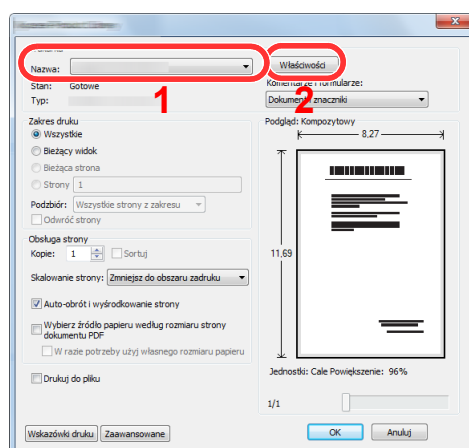 Nazwa:
Właściwości
Stan: Gotowe
Komentarze i formularze:
Typ:
1
2
Dokument i znaczniki
Zakres druku
Wszystkie
Bieżący widok
Bieżąca strona
Strony 1
Podzbiór: Wszystkie strony z zakresu
Odwróć strony
Obsługa strony
Kopie: 1 Sortuj
Skalowanie strony: Zmniejsz do obszaru zadruku
Auto-obrót i wyśrodkowanie strony
Wybierz źródło papieru według rozmiaru strony
dokumentu PDF
W razie potrzeby użyj własnego rozmiaru papieru
Drukuj do pliku
Podgląd: Kompozytowy
8,27
11,69
Jednostki: Cale Powiększenie: 96%
1/1
Wskazówki druku
Zaawansowane
OK
Anuluj